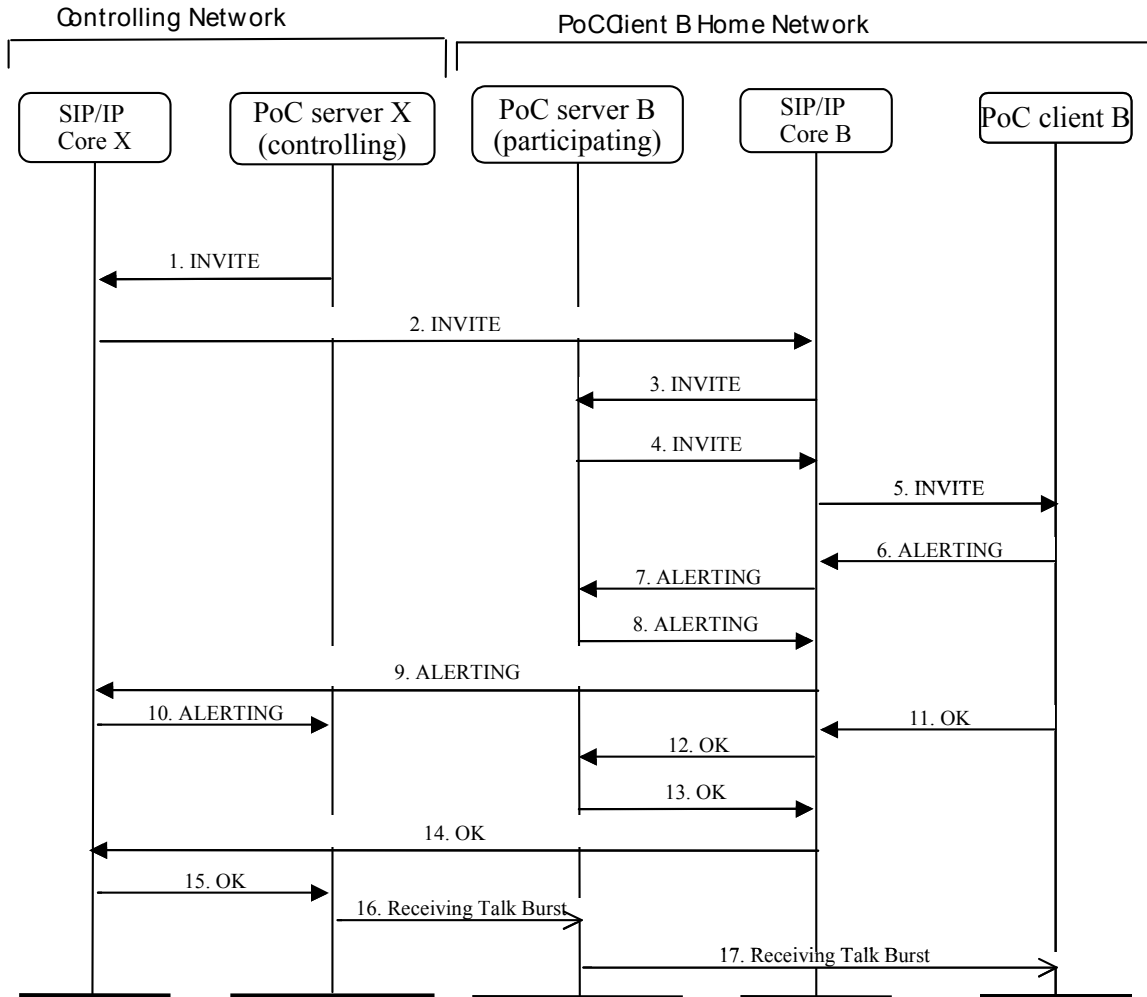 Controlling Network
PoCClient B Home Network
SIP/IP
Core X
PoC server X
(controlling)
PoC server B
(participating)
SIP/IP
Core B
PoC client B
1. INVITE
2. INVITE
3. INVITE
4. INVITE
5. INVITE
6. ALERTING
7. ALERTING
8. ALERTING
9. ALERTING
10. ALERTING
11. OK
12. OK
13. OK
14. OK
15. OK
16. Receiving Talk Burst
17. Receiving Talk Burst